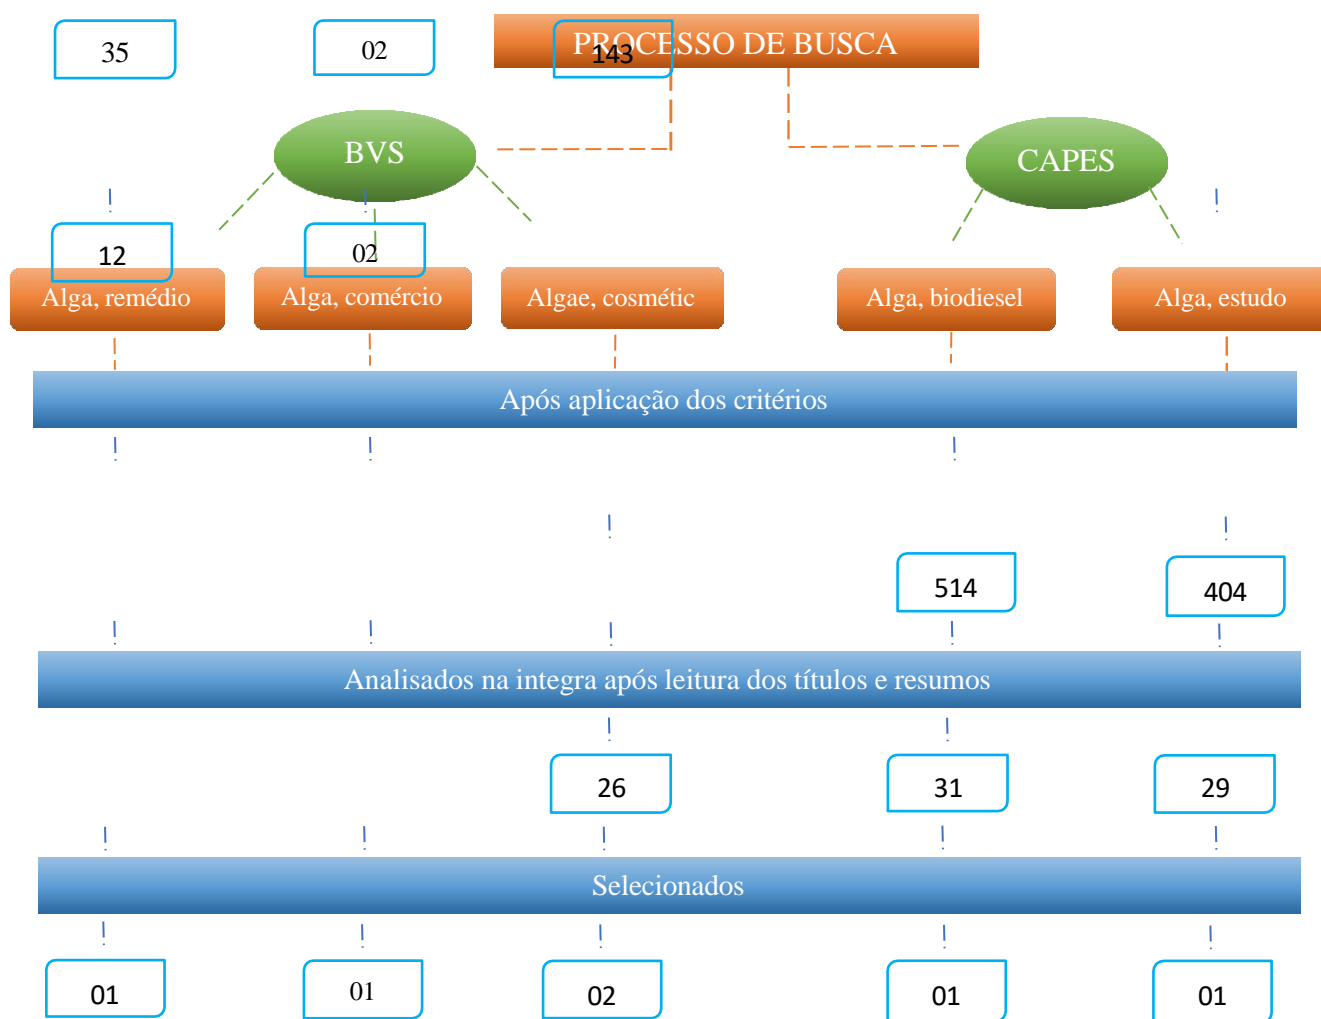 35
02
PROCESSO DE BUSCA
143
BVS
CAPES
12
02
Alga, remédio
Alga, comércio
Algae, cosmétic
Alga, biodiesel
Alga, estudo
Após aplicação dos critérios
514
404
Analisados na integra após leitura dos títulos e resumos
26
31
29
Selecionados
01
01
02
01
01